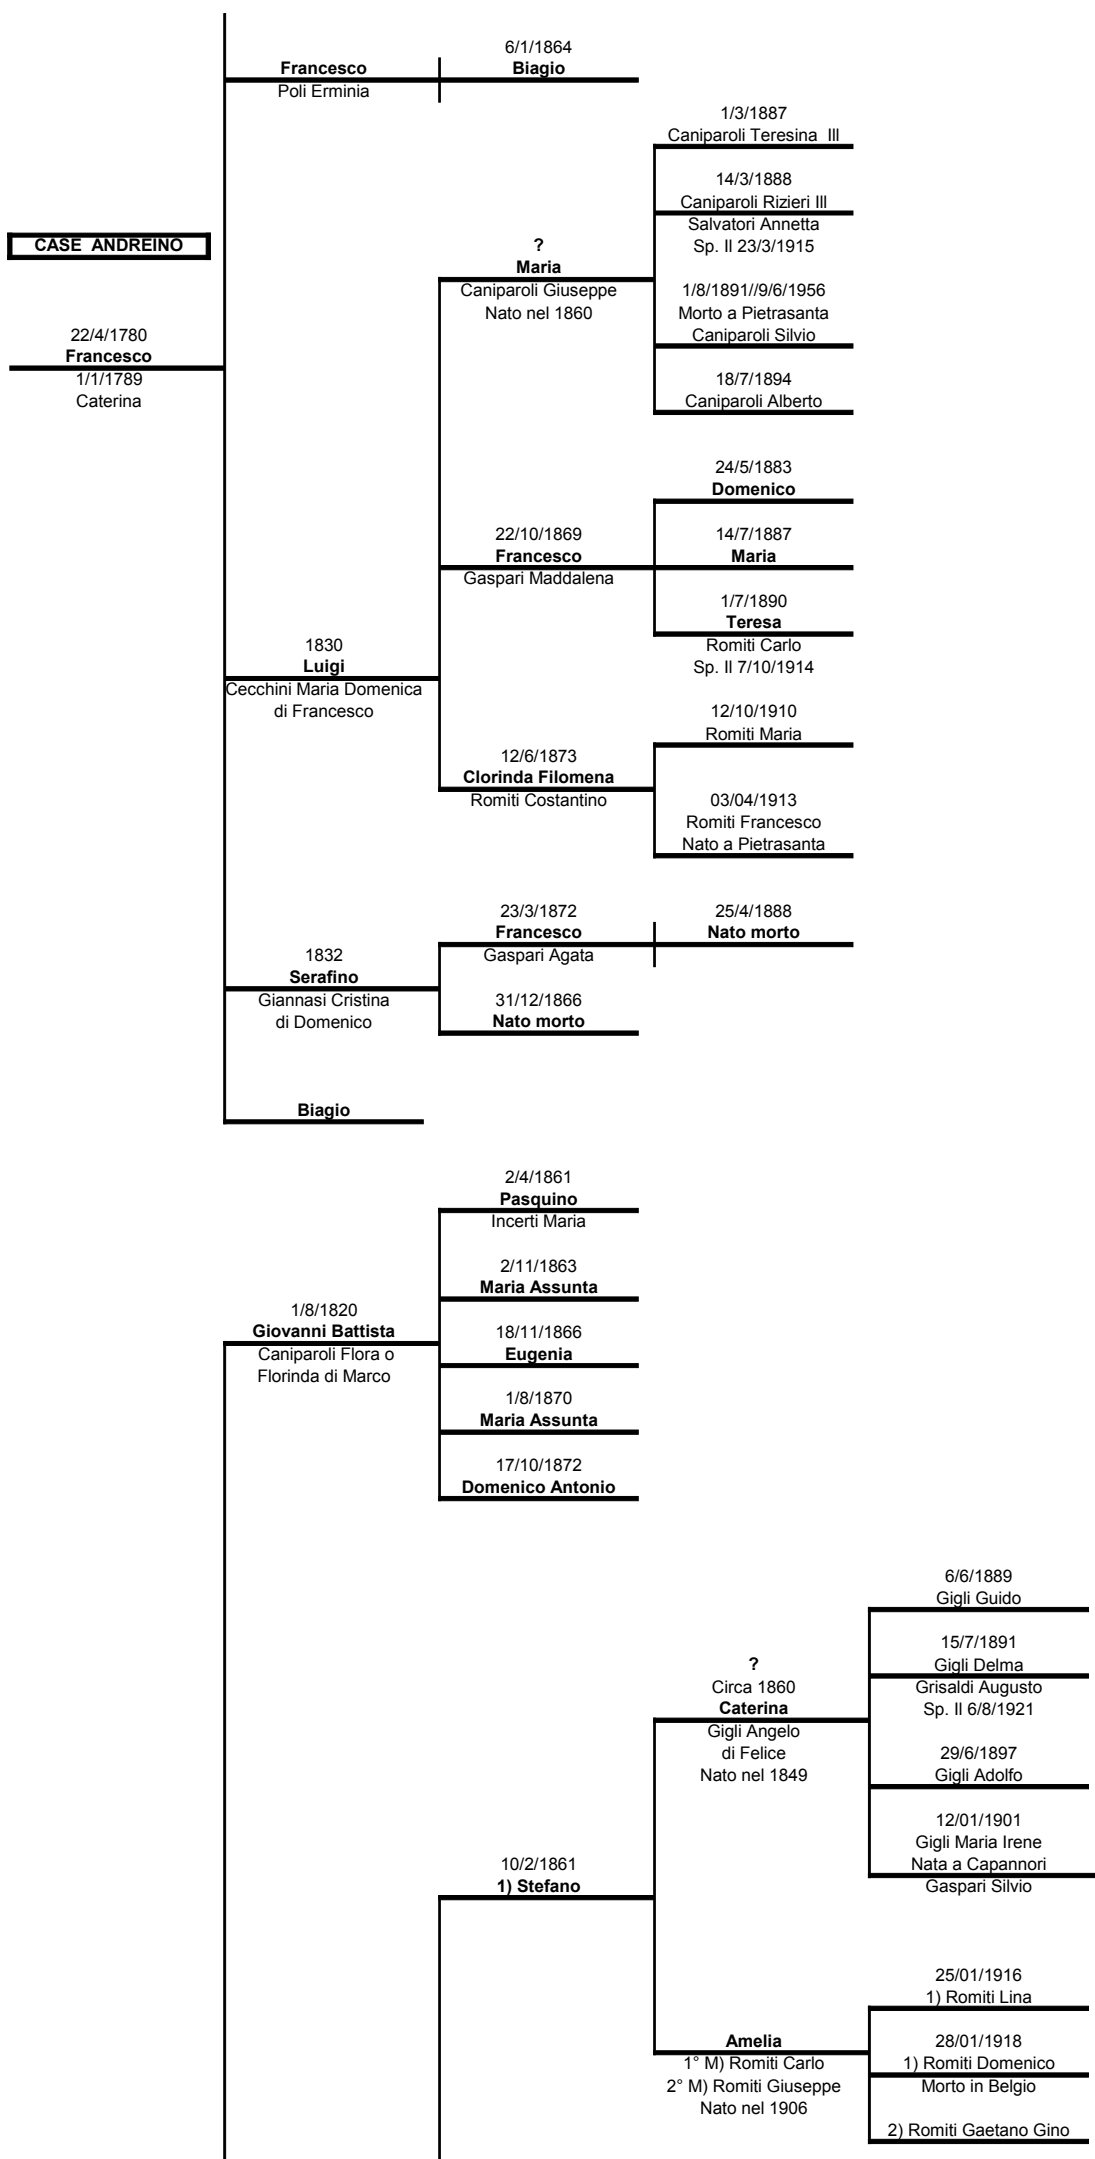 6/1/1864
Francesco
Biagio
Poli Erminia
1/3/1887
Caniparoli Teresina III
14/3/1888
Caniparoli Rizieri III
Salvatori Annetta
Sp. II 23/3/1915
CASE ANDREINO
?
Maria
Caniparoli Giuseppe
Nato nel 1860
1/8/1891//9/6/1956
Morto a Pietrasanta
Caniparoli Silvio
22/4/1780
Francesco
1/1/1789
Caterina
18/7/1894
Caniparoli Alberto
24/5/1883
Domenico
22/10/1869
Francesco
Gaspari Maddalena
14/7/1887
Maria
1/7/1890
Teresa
Romiti Carlo
Sp. II 7/10/1914
1830
Luigi
Cecchini Maria Domenica
di Francesco
12/10/1910
Romiti Maria
12/6/1873
Clorinda Filomena
Romiti Costantino
03/04/1913
Romiti Francesco
Nato a Pietrasanta
23/3/1872
Francesco
Gaspari Agata
25/4/1888
Nato morto
1832
Serafino
Giannasi Cristina
di Domenico
31/12/1866
Nato morto
Biagio
2/4/1861
Pasquino
Incerti Maria
2/11/1863
Maria Assunta
1/8/1820
Giovanni Battista
Caniparoli Flora o
Florinda di Marco
18/11/1866
Eugenia
1/8/1870
Maria Assunta
17/10/1872
Domenico Antonio
6/6/1889
Gigli Guido
15/7/1891
Gigli Delma
Grisaldi Augusto
Sp. II 6/8/1921
?
Circa 1860
Caterina
Gigli Angelo
di Felice
Nato nel 1849
29/6/1897
Gigli Adolfo
12/01/1901
Gigli Maria Irene
Nata a Capannori
Gaspari Silvio
10/2/1861
1) Stefano
25/01/1916
1) Romiti Lina
Amelia
1° M) Romiti Carlo
2° M) Romiti Giuseppe
Nato nel 1906
28/01/1918
1) Romiti Domenico
Morto in Belgio
2) Romiti Gaetano Gino